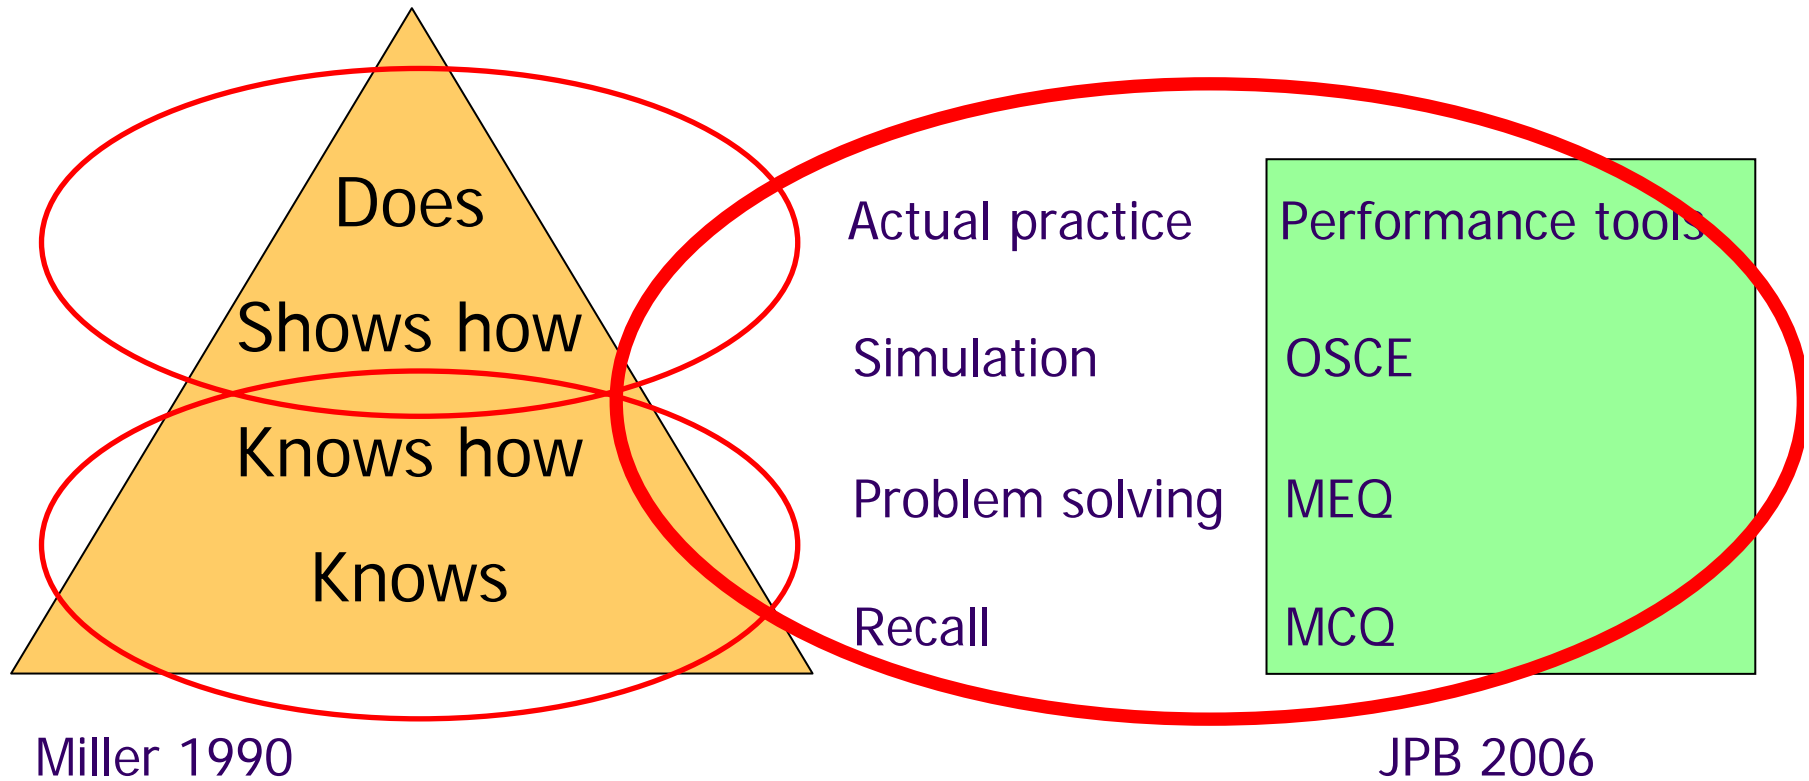 Does
Shows how
Knows how
Knows
Actual practice
Performance tools
Simulation
OSCE
Problem solving
MEQ
Recall
MCQ
Miller 1990
JPB 2006